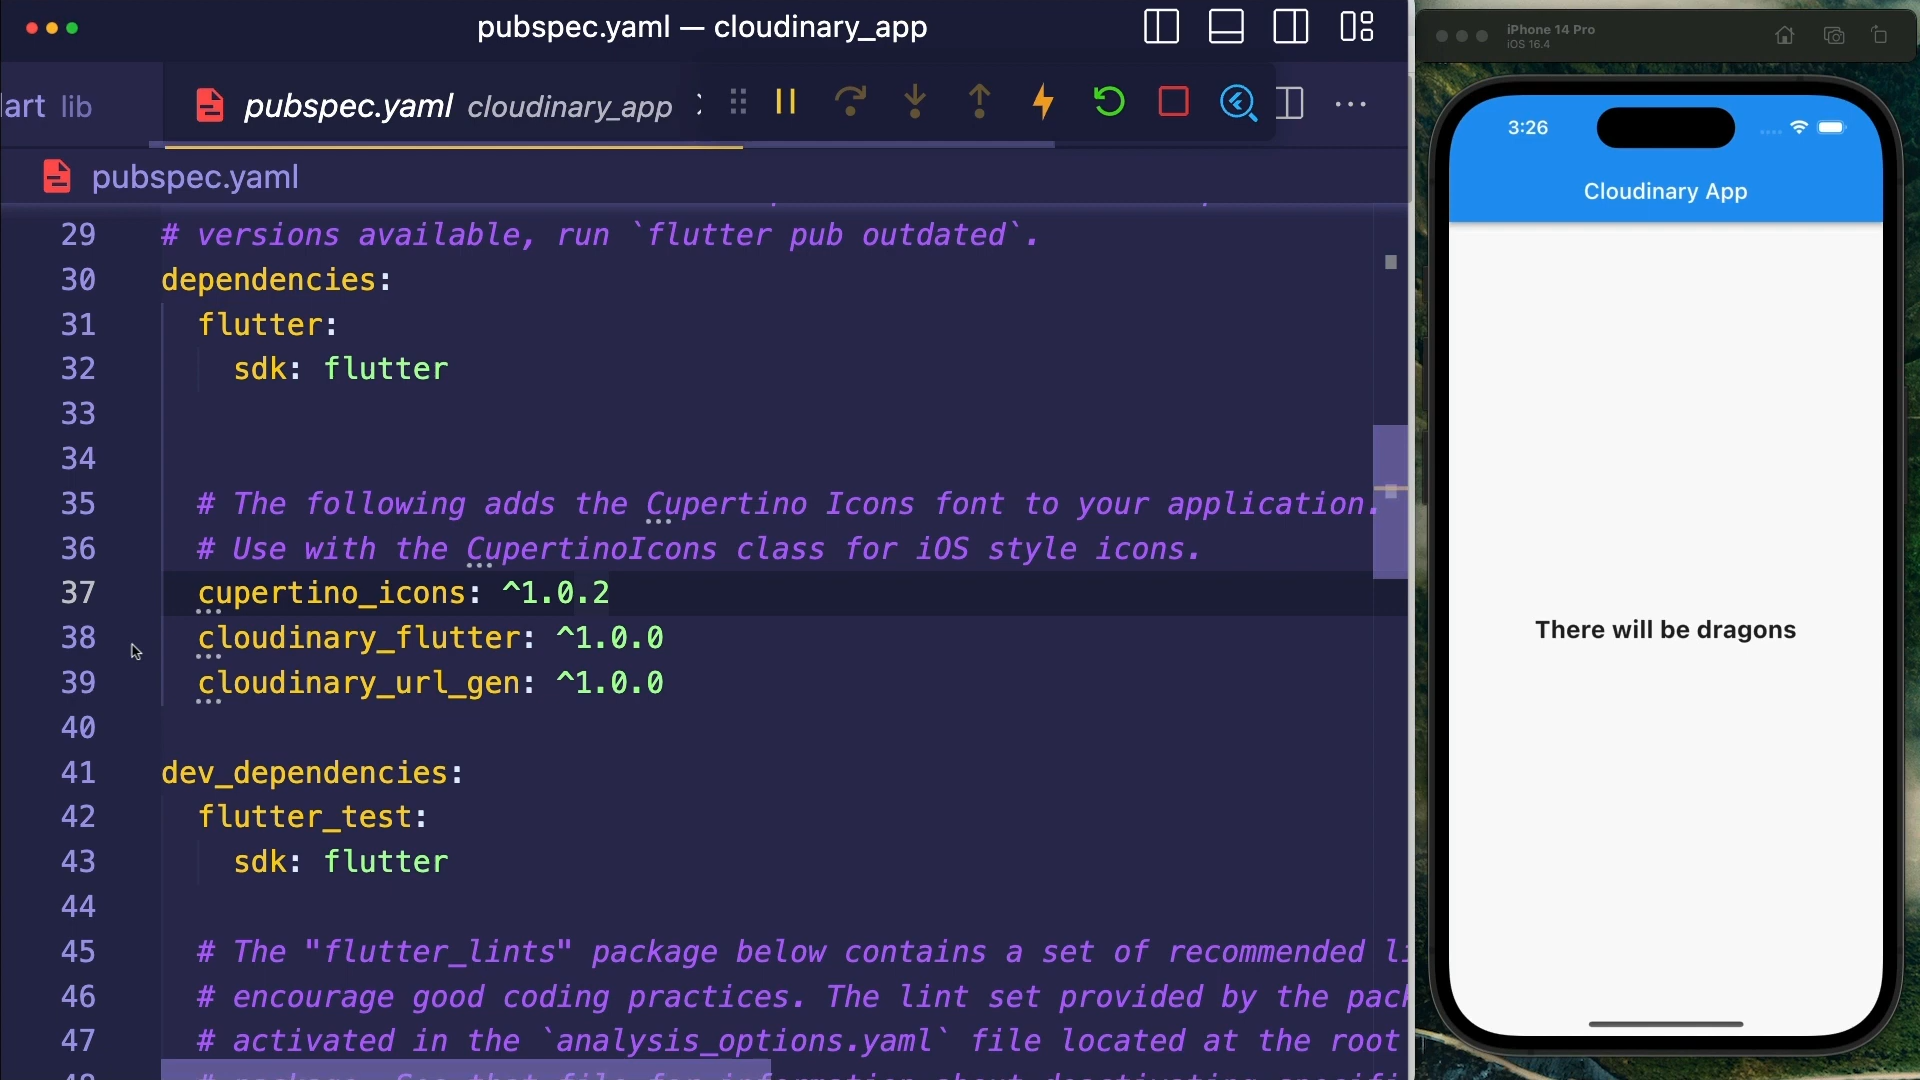 pubspec.yaml — cloudinary_app
lart lib
pubspec.yaml cloudinary_app
pubspec.yaml
29 # versions available, run `flutter pub outdated`.
30 dependencies:
31 flutter:
32 sdk: flutter
33
34
35 # The following adds the Cupertino Icons font to your application.
36 # Use with the CupertinoIcons class for iOS style icons.
37 cupertino_icons: ^1.0.2
38 cloudinary_flutter: ^1.0.0
39 cloudinary_url_gen: ^1.0.0
40
41 dev_dependencies:
42 flutter_test:
43 sdk: flutter
44
45 # The "flutter_lints" package below contains a set of recommended li
46 # encourage good coding practices. The lint set provided by the pack
47 # activated in the `analysis_options.yaml` file located at the root
iPhone 14 Pro
iOS 16.4
3:26
Cloudinary App
There will be dragons